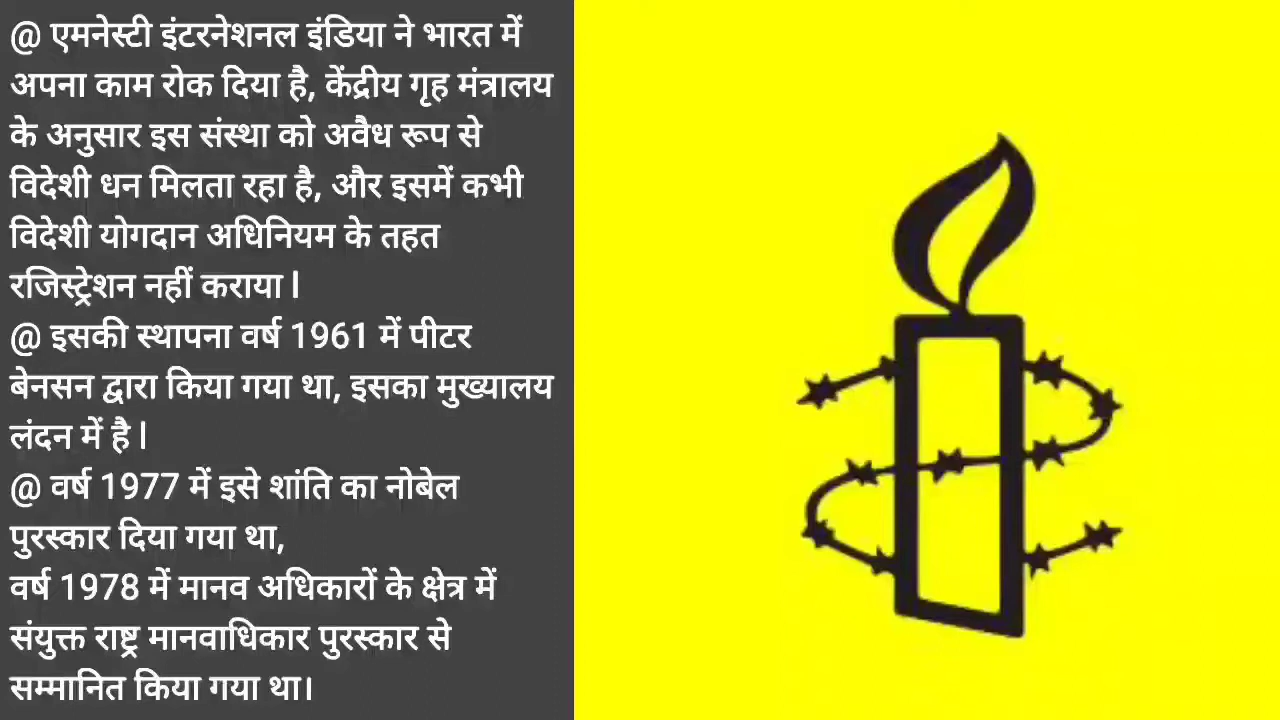 @ एमनेस्टी इंटरनेशनल इंडिया ने भारत में
अपना काम रोक दिया है, केंद्रीय गृह मंत्रालय
के अनुसार इस संस्था को अवैध रूप से
विदेशी धन मिलता रहा है, और इसमें कभी
विदेशी योगदान अधिनियम के तहत
रजिस्ट्रेशन नहीं कराया l
@ इसकी स्थापना वर्ष 1961 में पीटर
बेनसन द्वारा किया गया था, इसका मुख्यालय
लंदन में है l
@ वर्ष 1977 में इसे शांति का नोबेल
पुरस्कार दिया गया था,
वर्ष 1978 में मानव अधिकारों के क्षेत्र में
संयुक्त राष्ट्र मानवाधिकार पुरस्कार से
सम्मानित किया गया था।